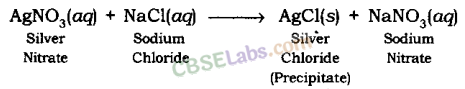 AgNO₃(aq) + NaCl(aq) ⟶ AgCl(s) + NaNO₃(aq)
Silver Sodium Silver Sodium
Nitrate Chloride Chloride Nitrate
(Precipitate)
CBSELabs.com